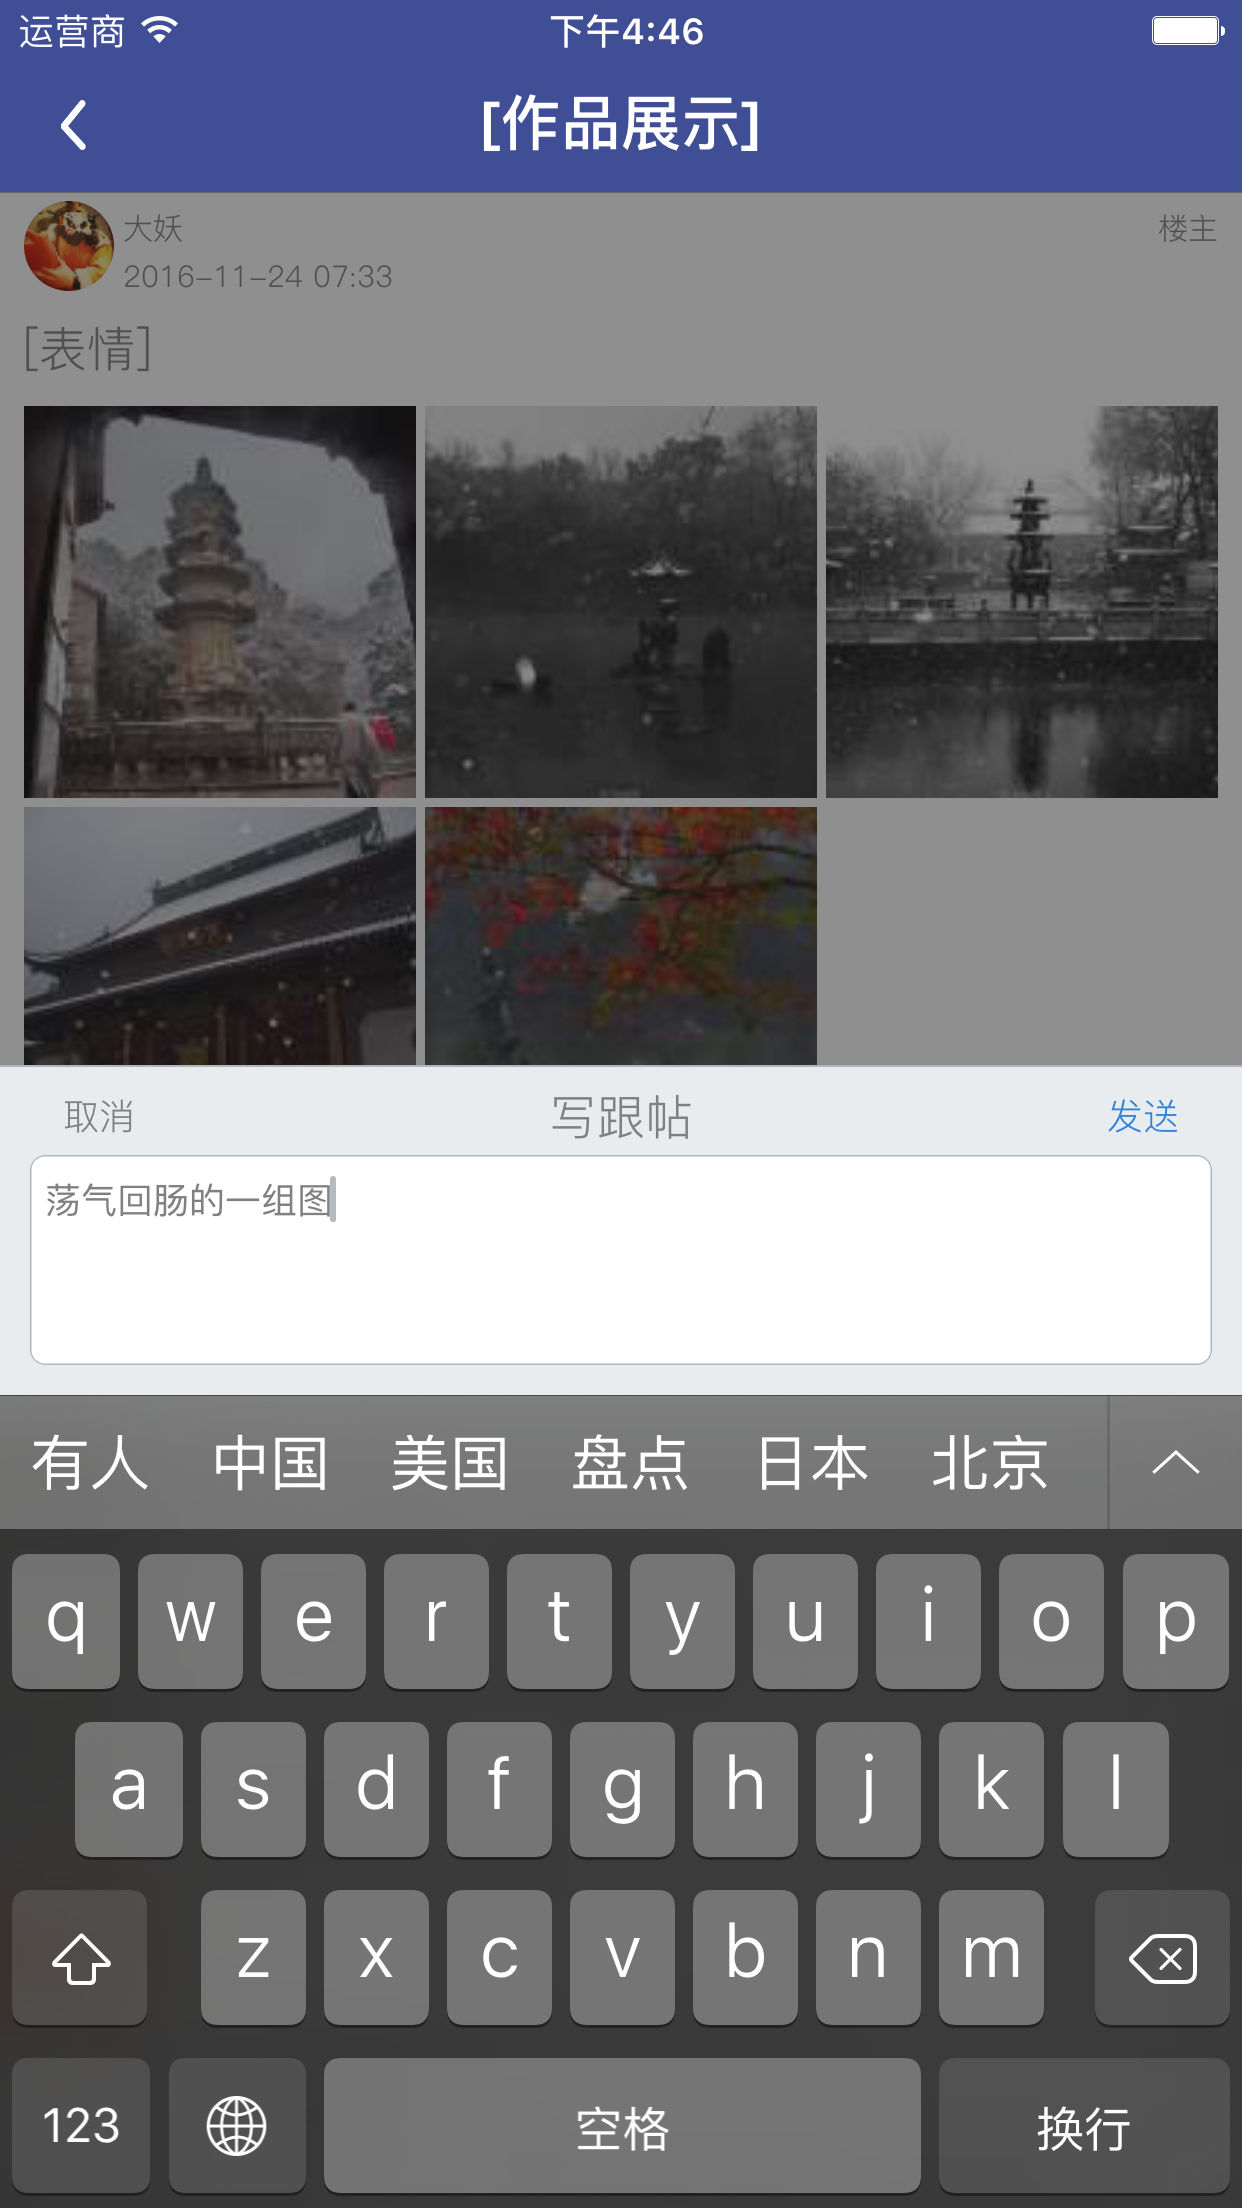 运营商 下午4:46
[作品展示]
大妖 楼主
2016-11-24 07:33
[表情]
取消 写跟帖 发送
荡气回肠的一组图
有人 中国 美国 盘点 日本 北京
q w e r t y u i o p
a s d f g h j k l
z x c v b n m
123 空格 换行